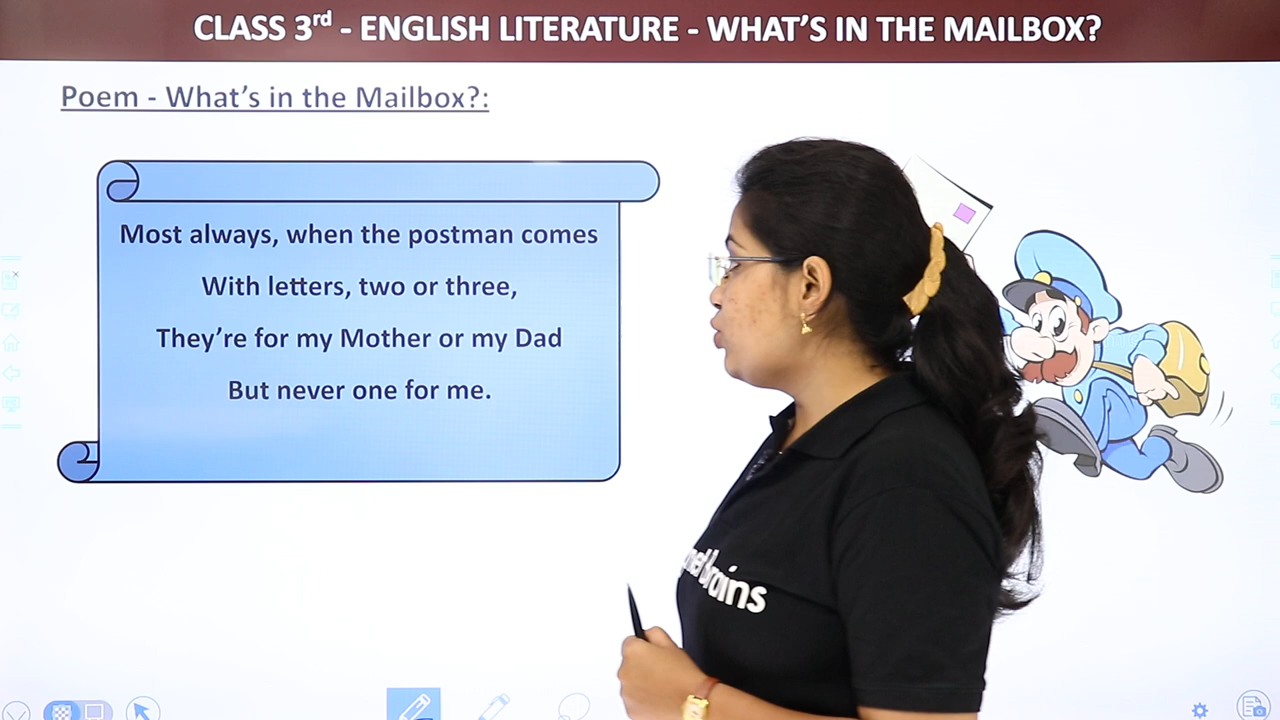 CLASS 3rd - ENGLISH LITERATURE - WHAT'S IN THE MAILBOX?
Poem - What's in the Mailbox?:
Most always, when the postman comes
With letters, two or three,
They're for my Mother or my Dad
But never one for me.